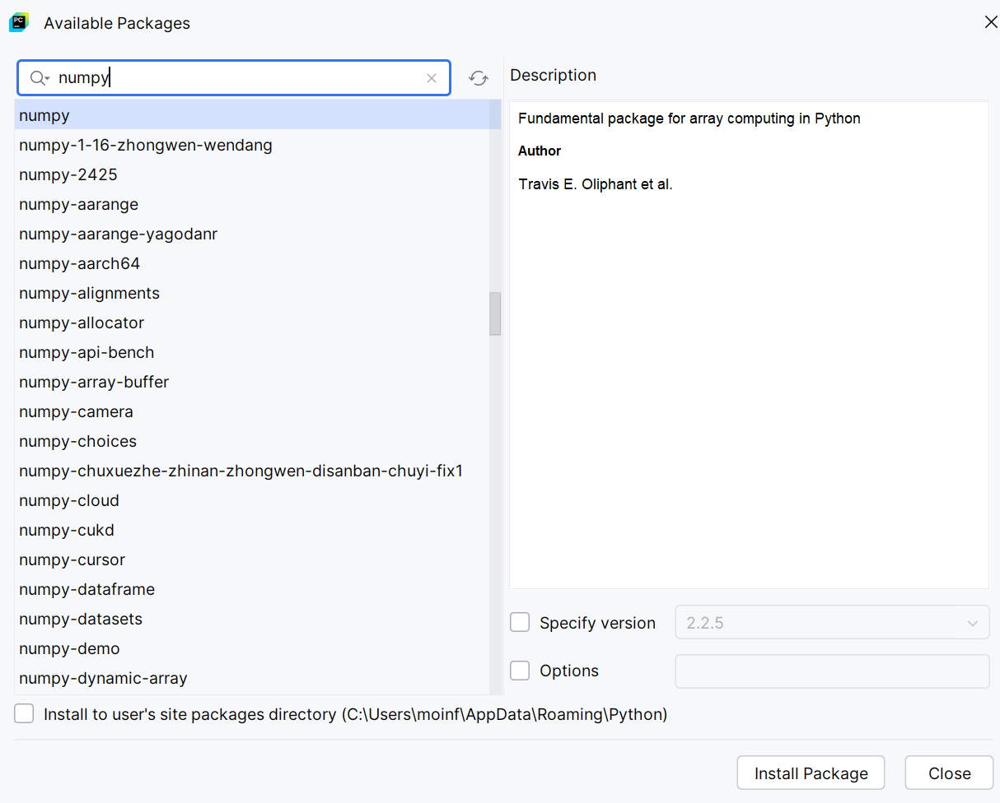 PC
Available Packages
numpy
numpy
numpy-1-16-zhongwen-wendang
numpy-2425
numpy-aarange
numpy-aarange-yagodanr
numpy-aarch64
numpy-alignments
numpy-allocator
numpy-api-bench
numpy-array-buffer
numpy-camera
numpy-choices
numpy-chuxuezhe-zhinan-zhongwen-disanban-chuyi-fix1
numpy-cloud
numpy-cukd
numpy-cursor
numpy-dataframe
numpy-datasets
numpy-demo
numpy-dynamic-array
Description
Fundamental package for array computing in Python
Author
Travis E. Oliphant et al.
Specify version 2.2.5
Options
Install to user's site packages directory (C:\Users\moinf\AppData\Roaming\Python)
Install Package Close